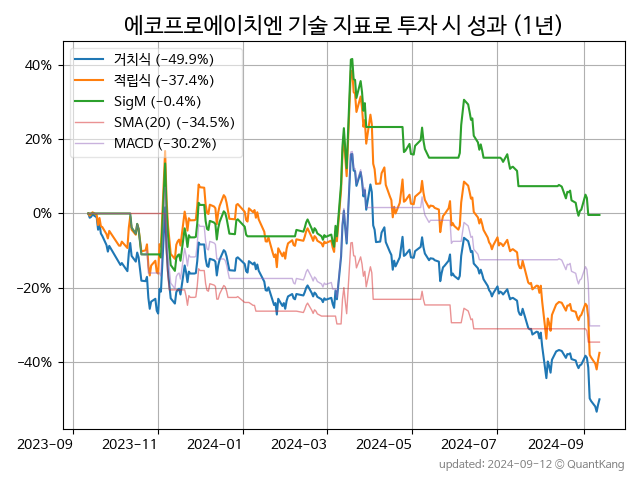 에코프로에이치엔 기술 지표로 투자 시 성과 (1년)
거치식 (−49.9%)
적립식 (−37.4%)
SigM (−0.4%)
SMA(20) (−34.5%)
MACD (−30.2%)
40%
20%
0%
−20%
−40%
2023-09
2023-11
2024-01
2024-03
2024-05
2024-07
2024-09
updated: 2024-09-12 © QuantKang